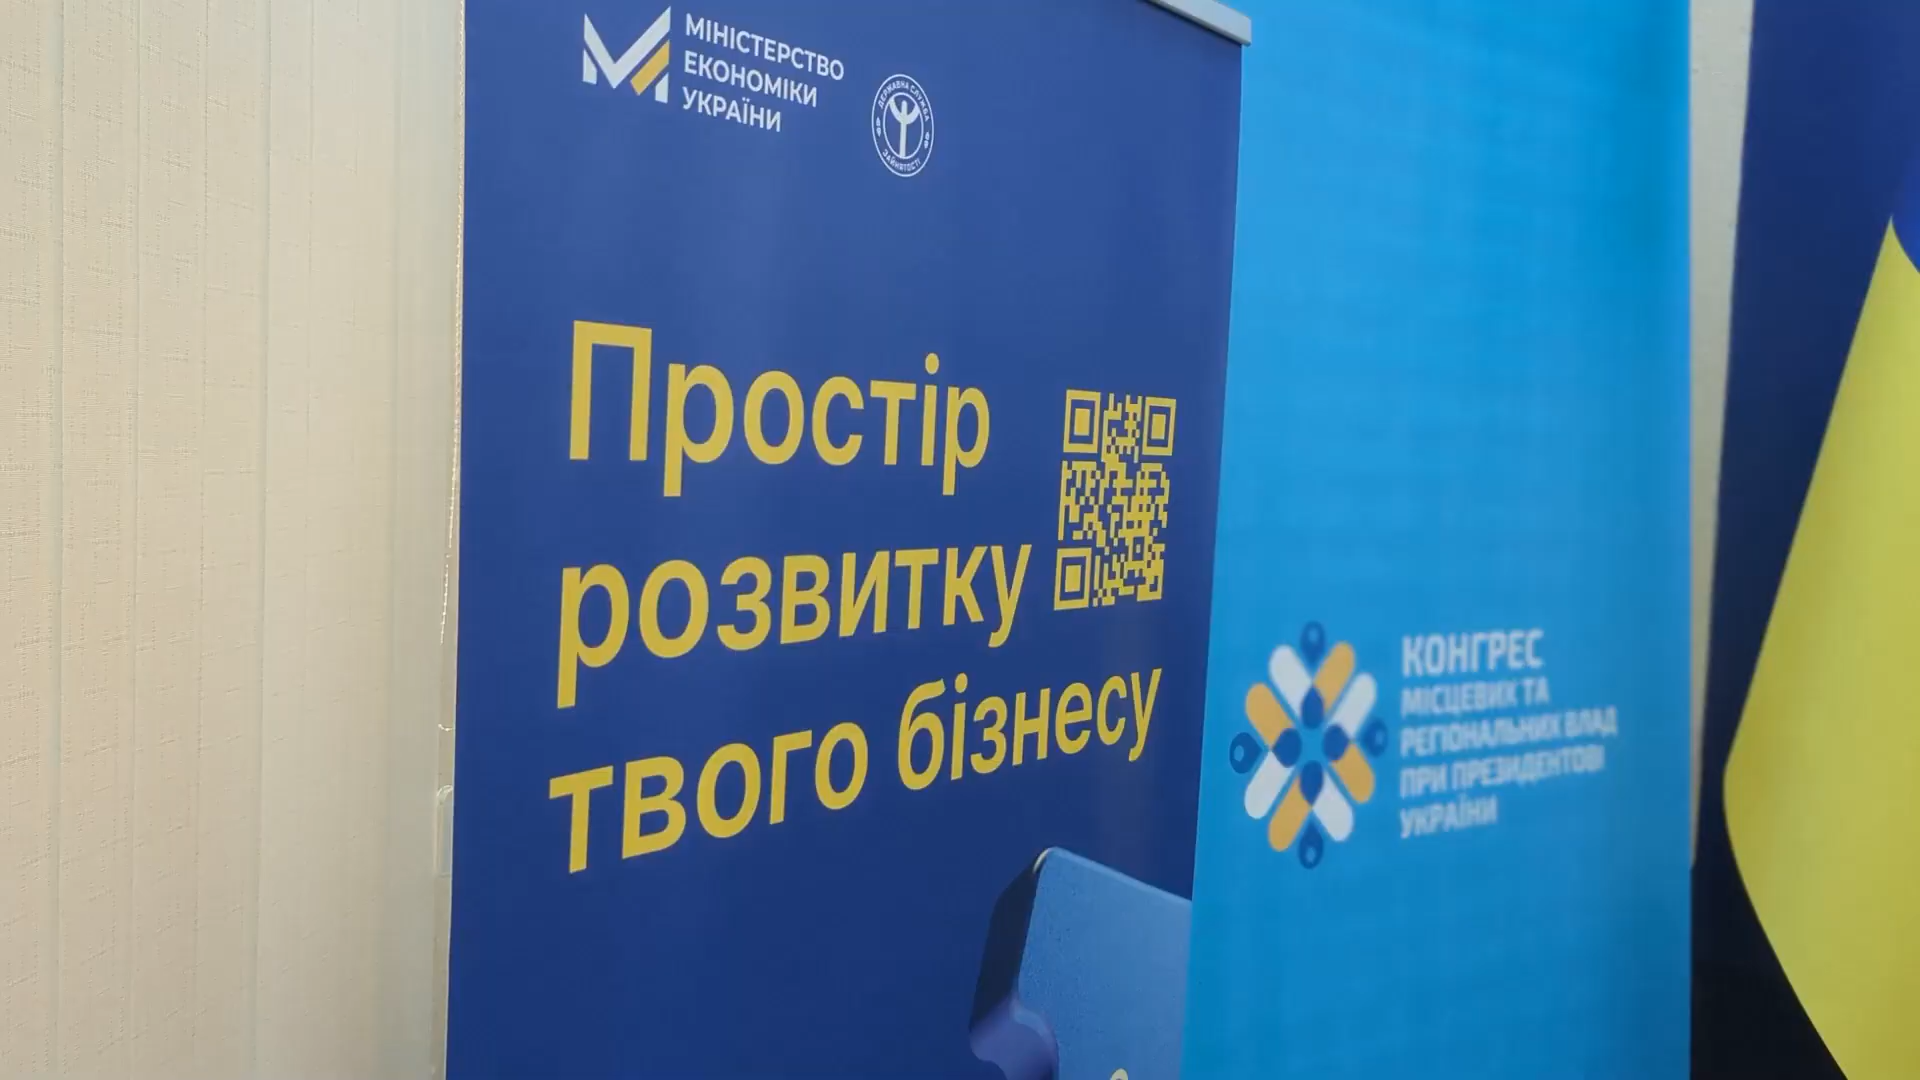 МІНІСТЕРСТВО
ЕКОНОМІКИ
УКРАЇНИ
ДЕРЖАВНА СЛУЖБА
ЗАЙНЯТОСТІ
Простір
розвитку
твого бізнесу
КОНГРЕС
МІСЦЕВИХ ТА
РЕГІОНАЛЬНИХ ВЛАД
ПРИ ПРЕЗИДЕНТОВІ
УКРАЇНИ